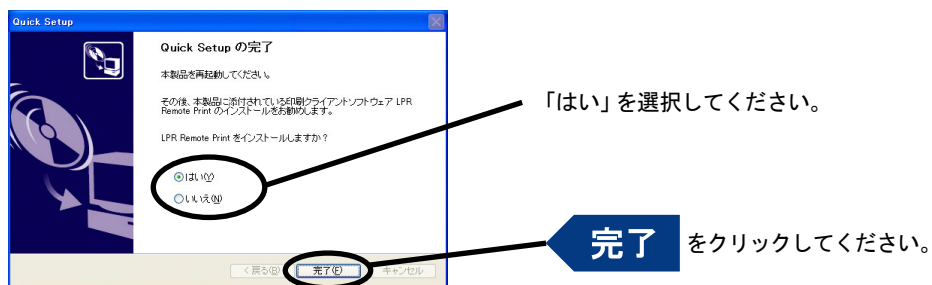 Quick Setup
Quick Setup の完了
本製品を再起動してください。
その後、本製品に添付されている印刷クライアントソフトウェア LPR
Remote Print のインストールをお勧めします。
LPR Remote Print をインストールしますか？
はい(Y)
いいえ(N)
< 戻る(B)
完了(F)
キャンセル
「はい」を選択してください。
完了 をクリックしてください。